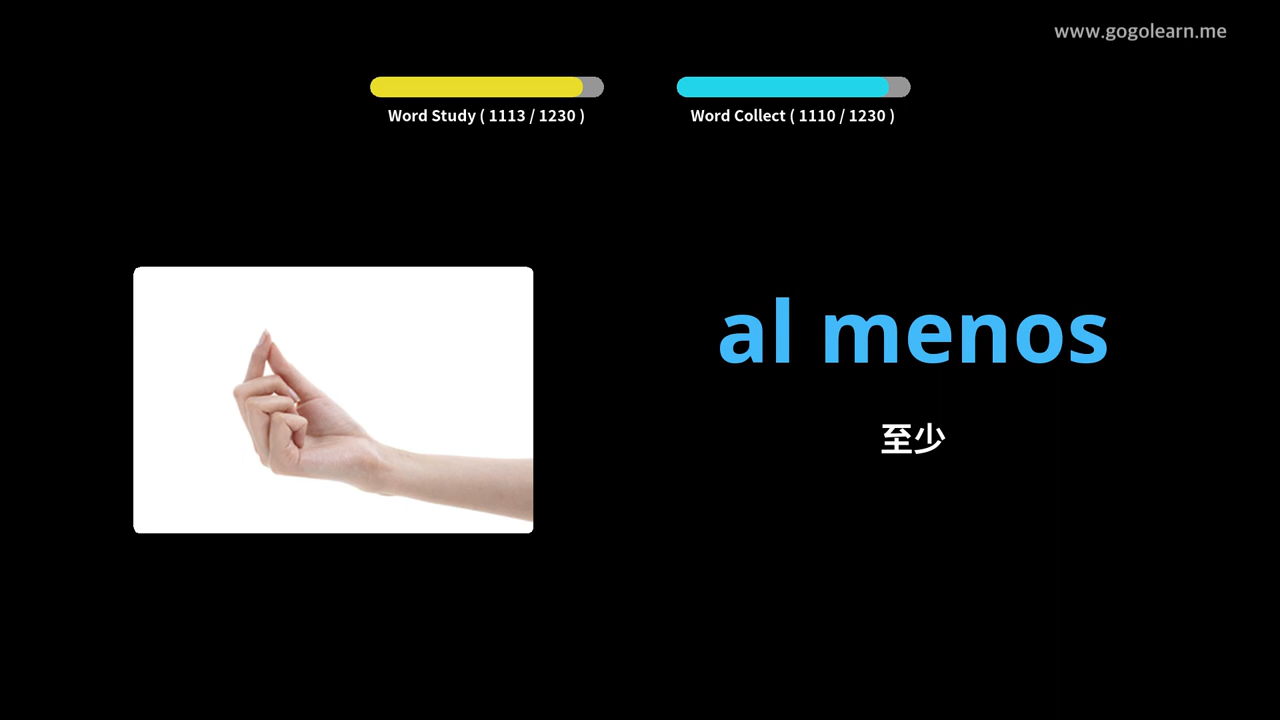 www.gogolearn.me
Word Study ( 1113 / 1230 )
Word Collect ( 1110 / 1230 )
al menos
至少